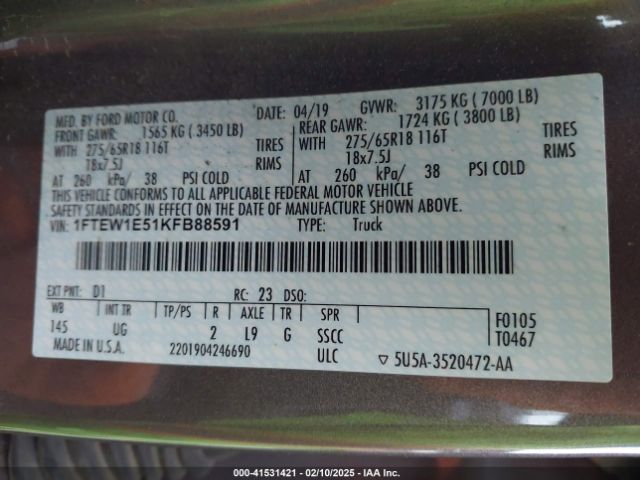 MFD. BY FORD MOTOR CO. DATE: 04/19 GVWR: 3175 KG ( 7000 LB)
FRONT GAWR: 1565 KG ( 3450 LB) REAR GAWR: 1724 KG ( 3800 LB)
WITH 275/65R18 116T TIRES WITH 275/65R18 116T TIRES
18x7.5J RIMS 18x7.5J RIMS
AT 260 kPa/ 38 PSI COLD AT 260 kPa/ 38 PSI COLD
THIS VEHICLE CONFORMS TO ALL APPLICABLE FEDERAL MOTOR VEHICLE
SAFETY STANDARDS IN EFFECT ON THE DATE OF MANUFACTURE SHOWN ABOVE.
VIN: 1FTEW1E51KFB88591 TYPE: Truck
EXT PNT: D1 RC: 23 DSO:
WB INT TR TP/PS R AXLE TR SPR F0105
145 UG 2 L9 G SSCC T0467
MADE IN U.S.A. 2201904246690 ULC ▽ 5U5A-3520472-AA
000-41531421 - 02/10/2025 - IAA Inc.